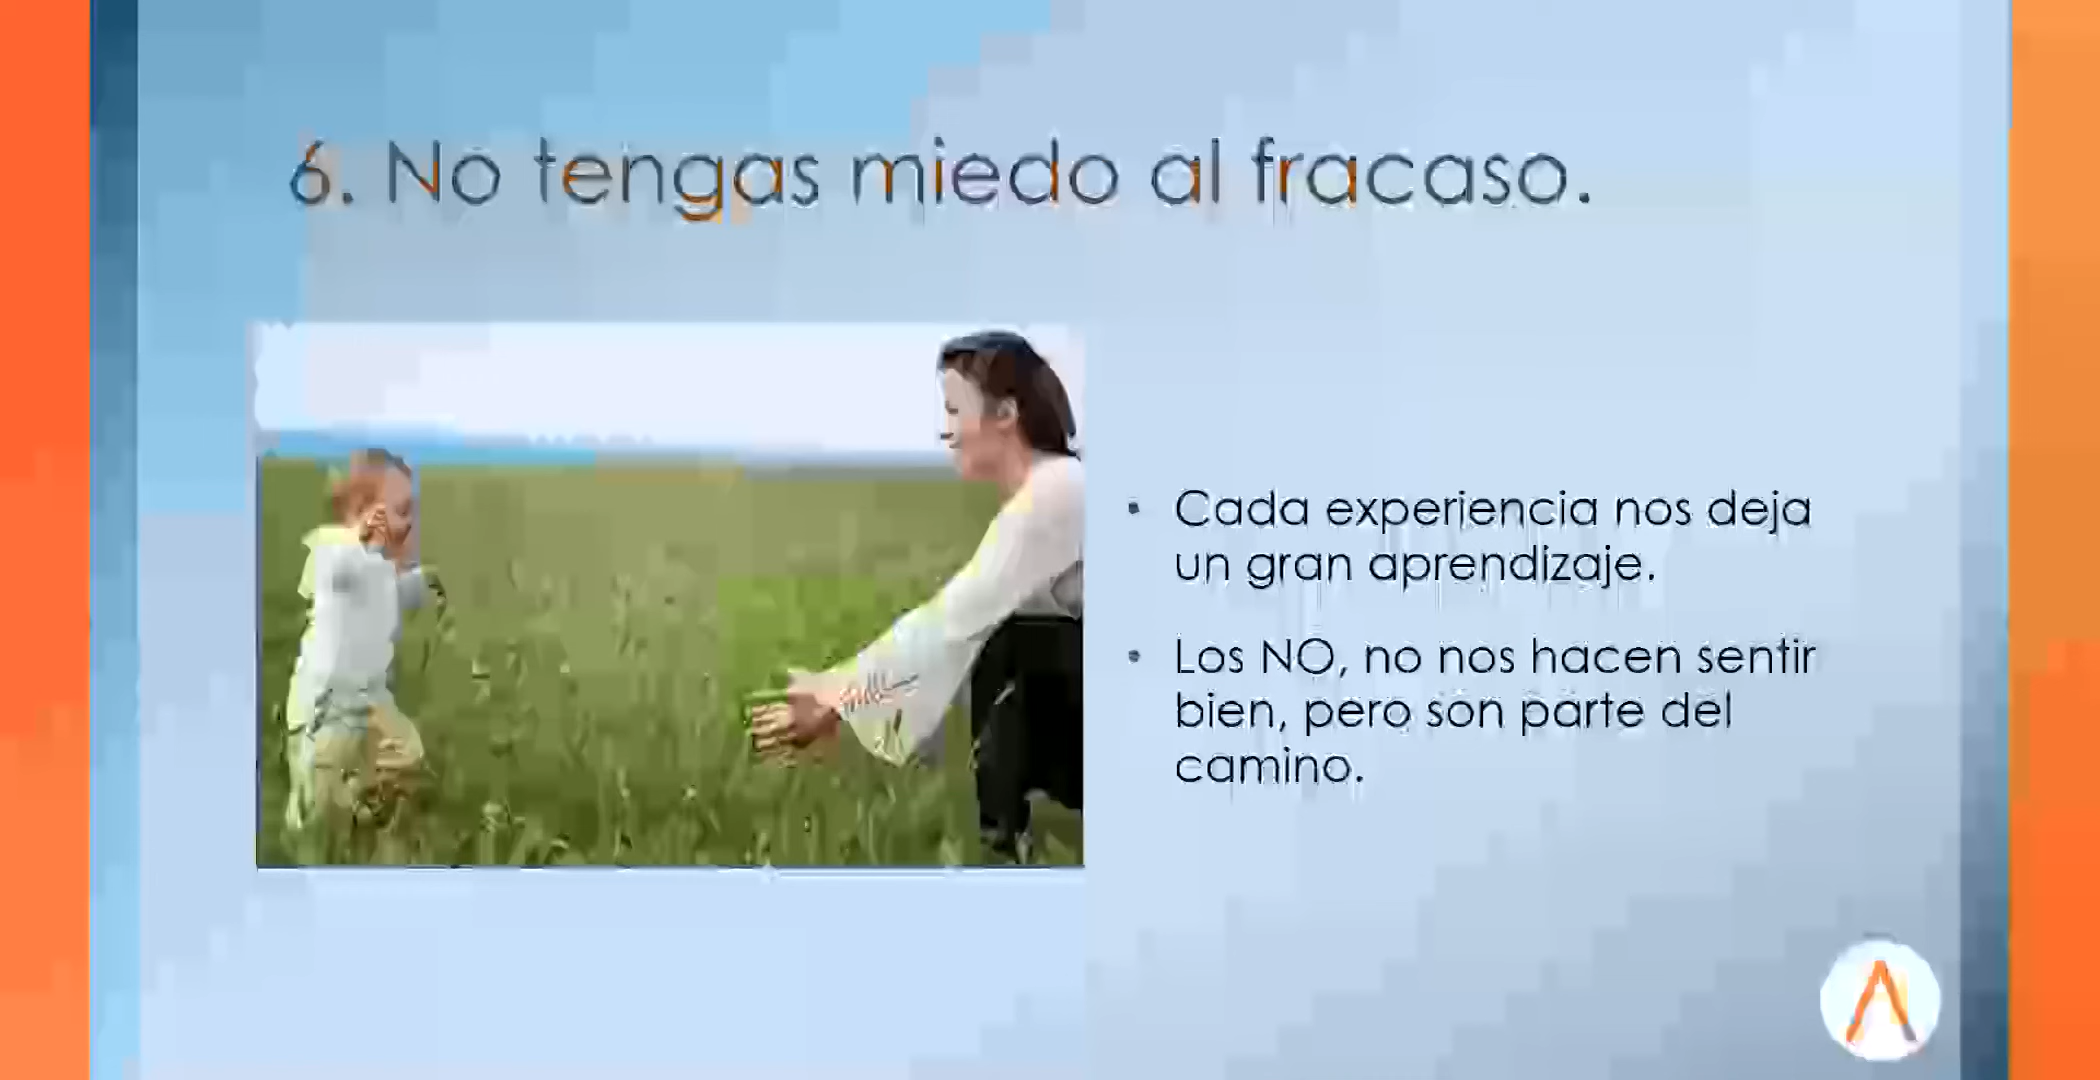 6. No tengas miedo al fracaso.
• Cada experiencia nos deja
un gran aprendizaje.
• Los NO, no nos hacen sentir
bien, pero son parte del
camino.